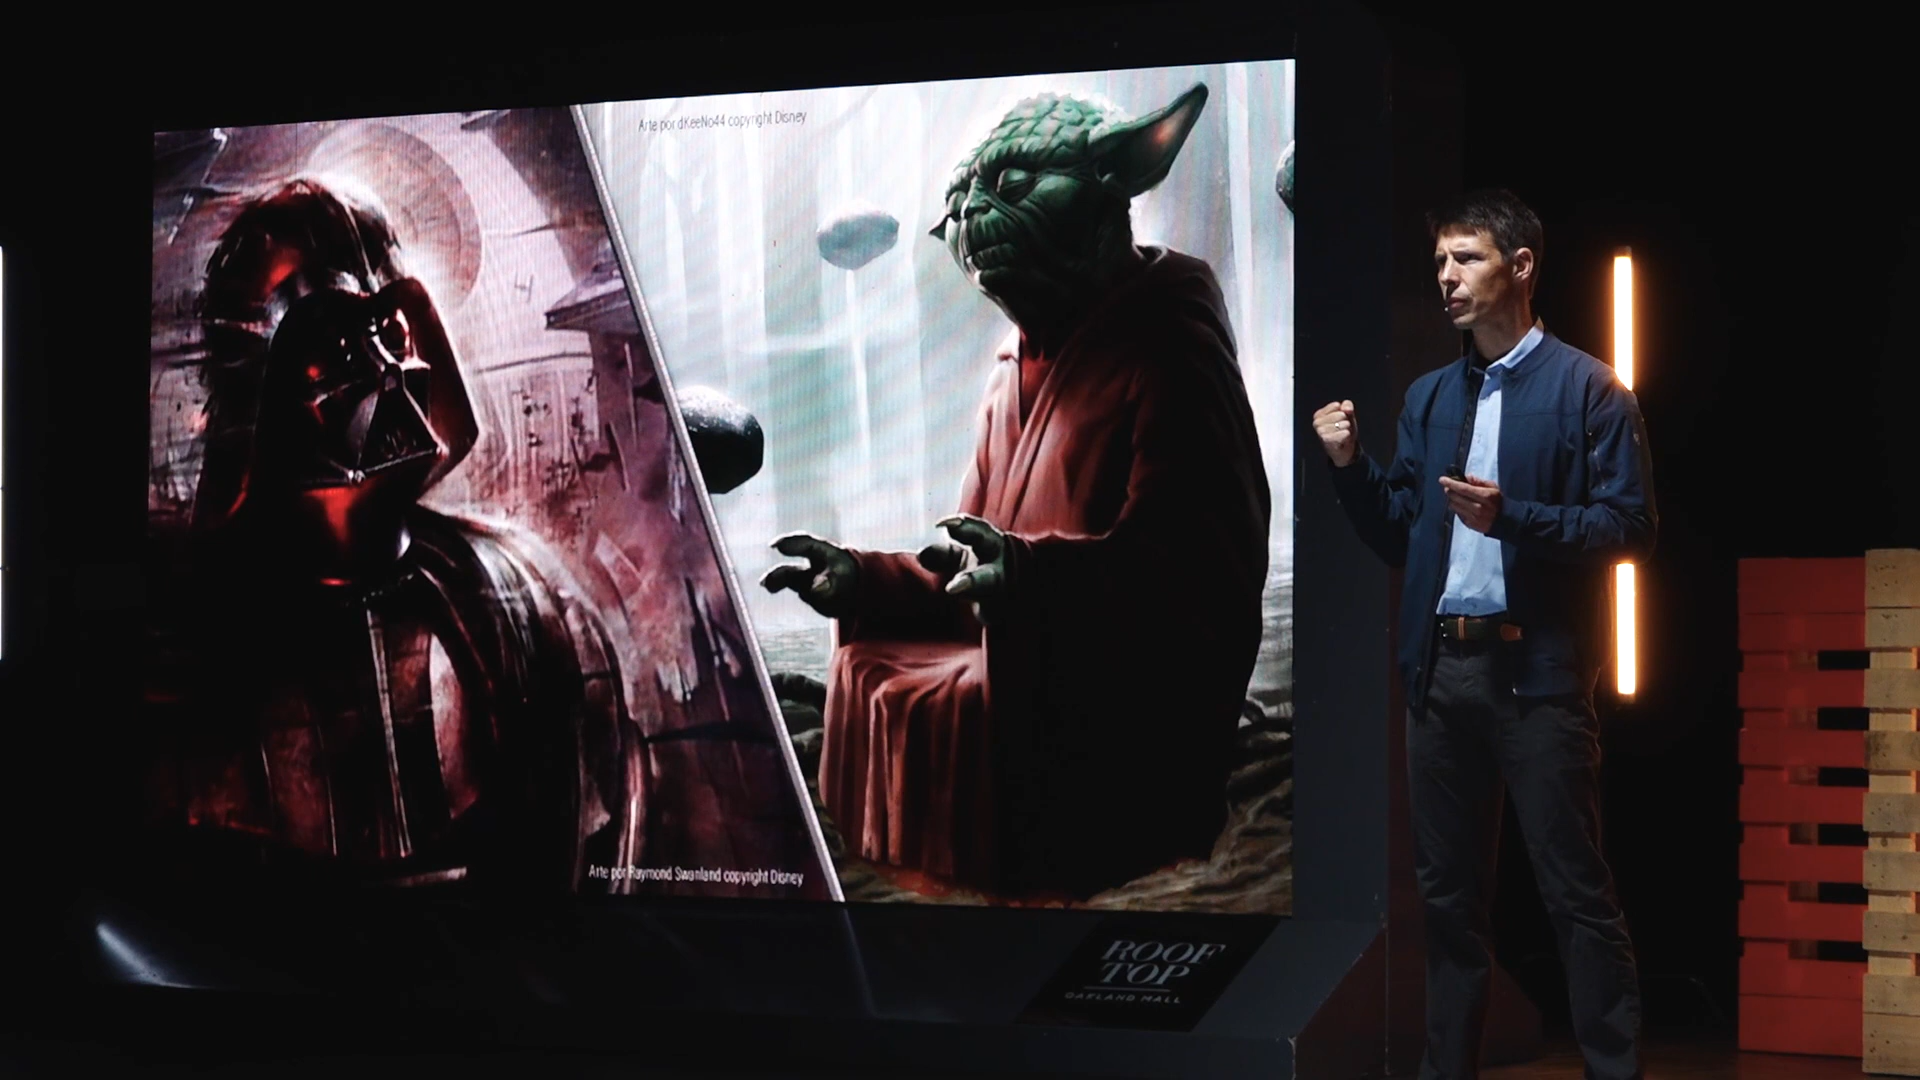 Arte por dKeeNo44 copyright Disney
Arte por Raymond Swanland copyright Disney
ROOF
TOP
OAKLAND MALL